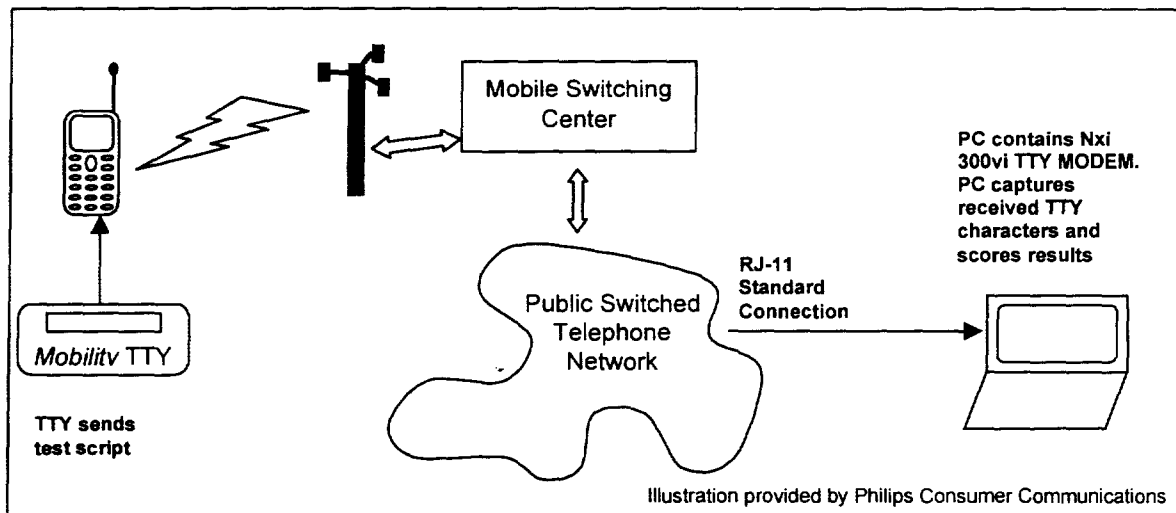 Mobile Switching
Center
PC contains Nxi
300vi TTY MODEM.
PC captures
received TTY
characters and
scores results
RJ-11
Standard
Connection
Public Switched
Telephone
Network
Mobility TTY
TTY sends
test script
Illustration provided by Philips Consumer Communications